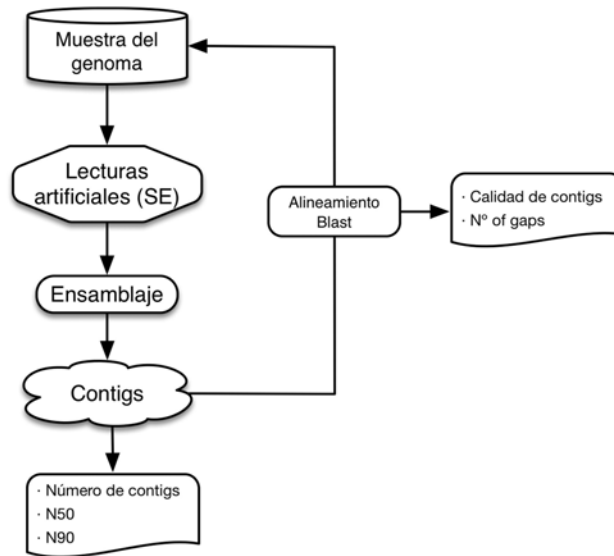 Muestra del
genoma
Lecturas
artificiales (SE)
Ensamblaje
Contigs
· Número de contigs
· N50
· N90
Alineamiento
Blast
· Calidad de contigs
· Nº of gaps